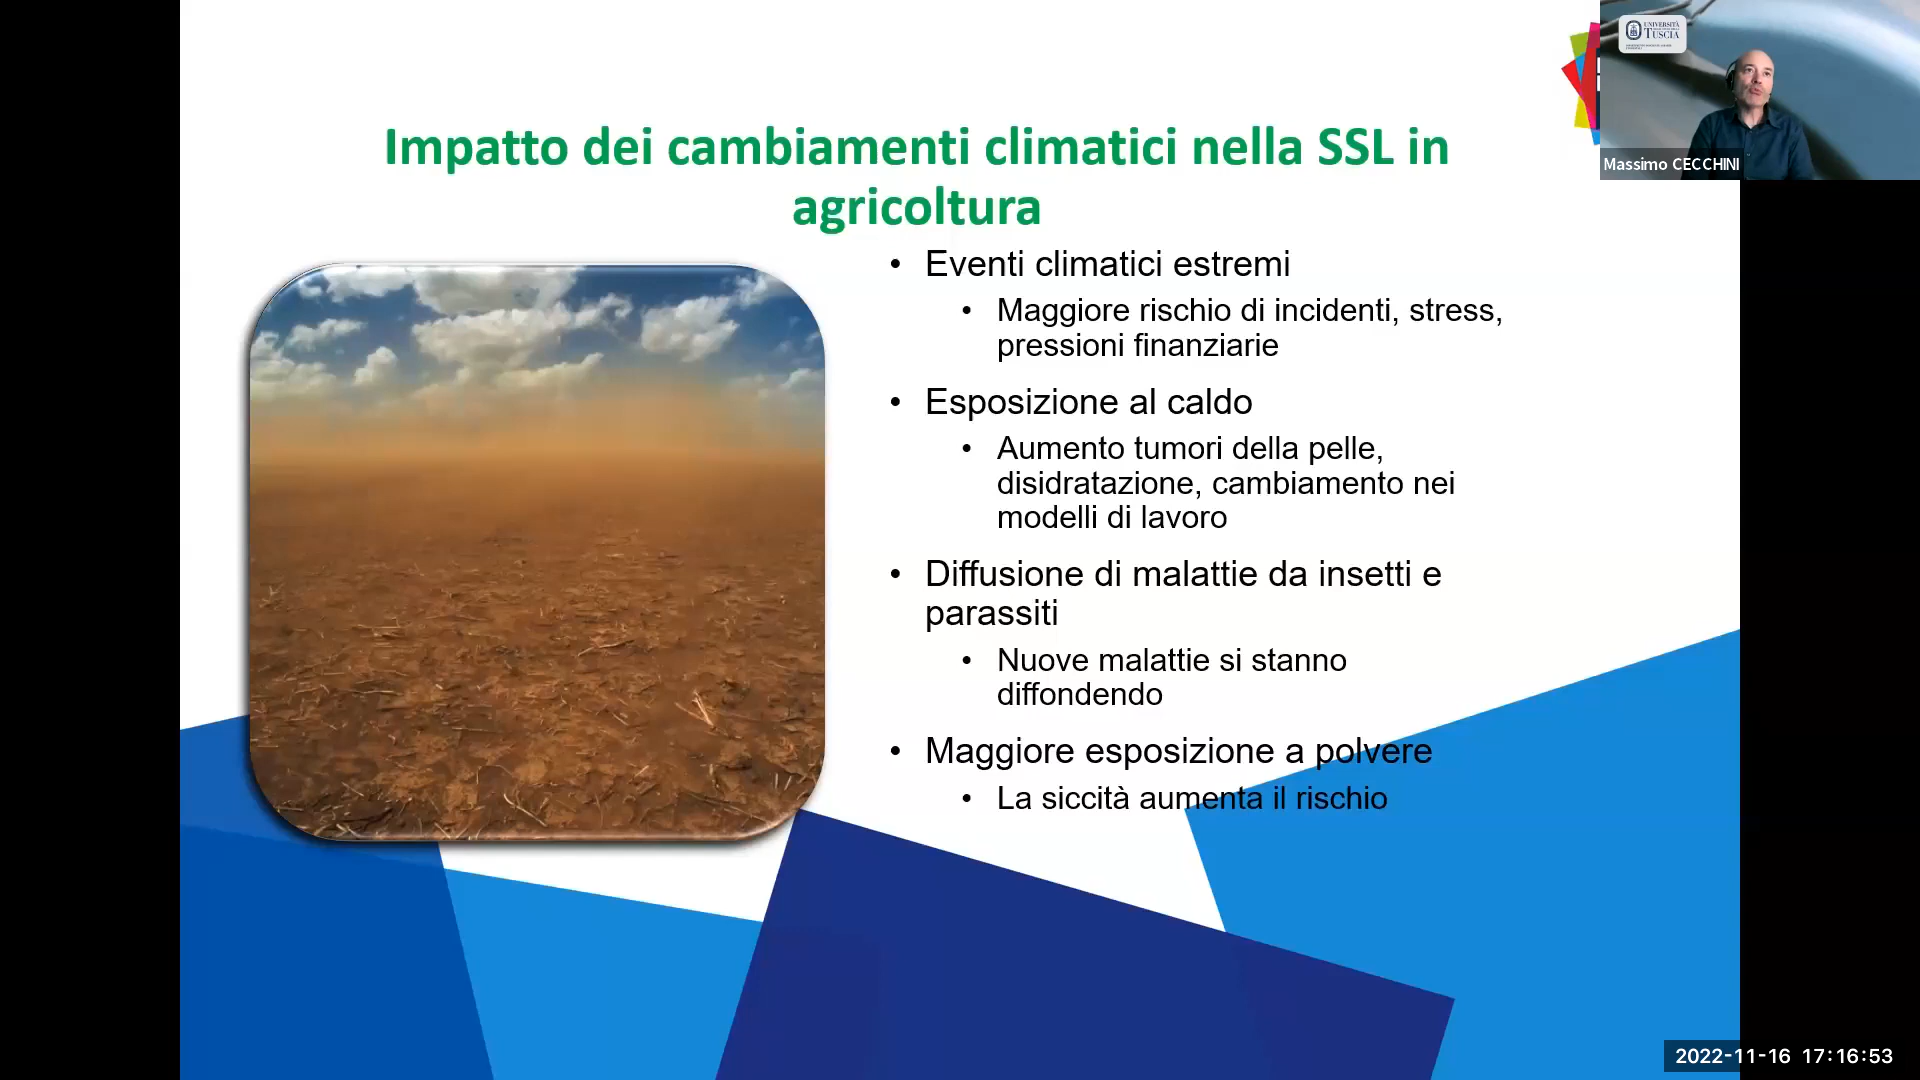 Impatto dei cambiamenti climatici nella SSL in
agricoltura
• Eventi climatici estremi
• Maggiore rischio di incidenti, stress,
pressioni finanziarie
• Esposizione al caldo
• Aumento tumori della pelle,
disidratazione, cambiamento nei
modelli di lavoro
• Diffusione di malattie da insetti e
parassiti
• Nuove malattie si stanno
diffondendo
• Maggiore esposizione a polvere
• La siccità aumenta il rischio
UNIVERSITÀ
TUSCIA
Massimo CECCHINI
2022-11-16 17:16:53